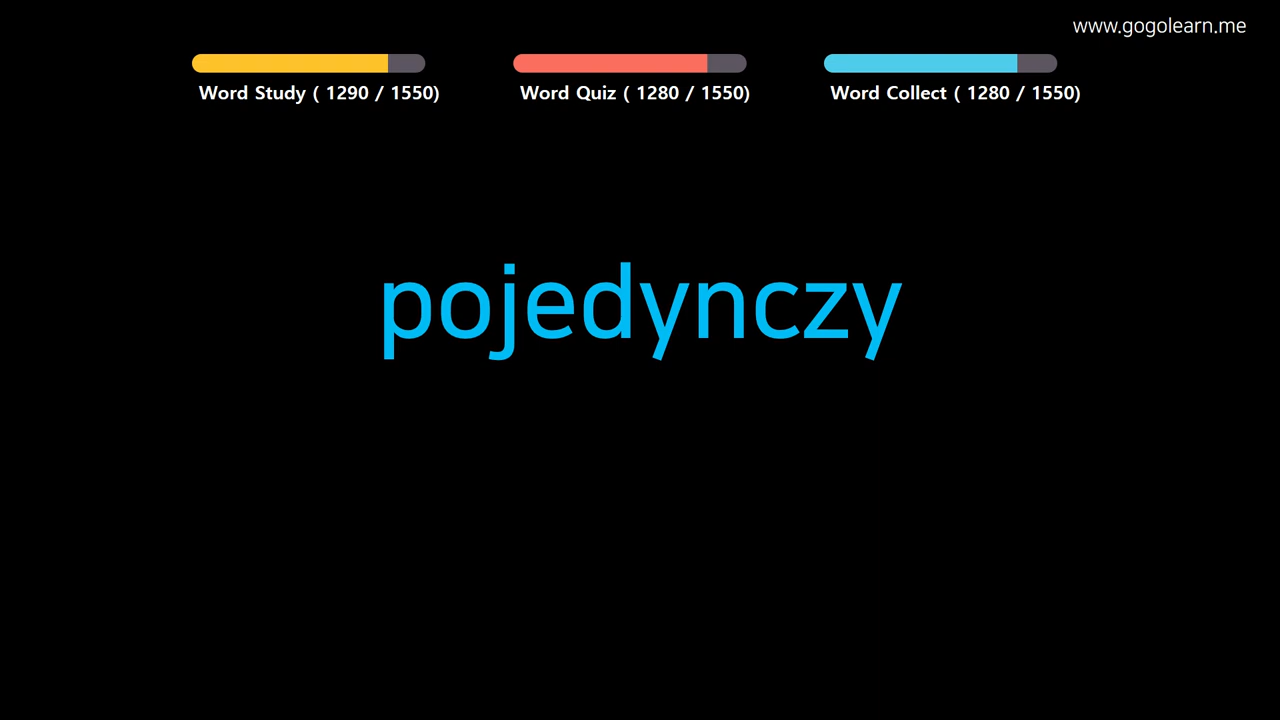 www.gogolearn.me
Word Study ( 1290 / 1550)
Word Quiz ( 1280 / 1550)
Word Collect ( 1280 / 1550)
pojedynczy